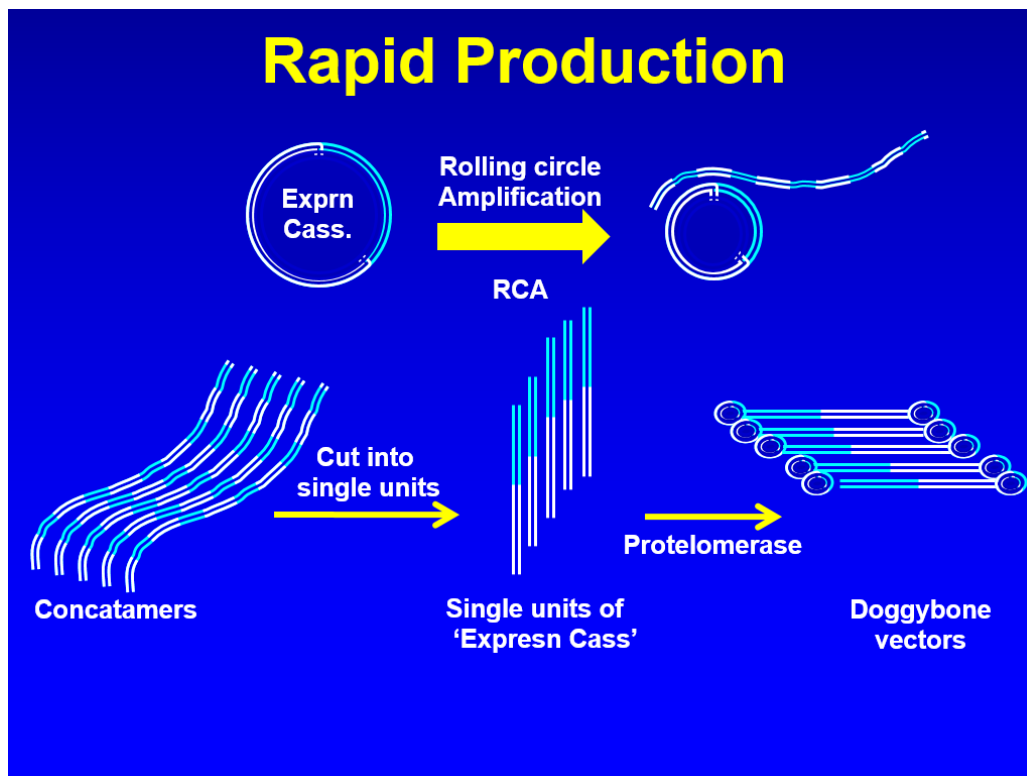 Rapid Production
Exprn
Cass.
Rolling circle
Amplification
RCA
Cut into
single units
Protelomerase
Concatamers
Single units of
‘Expresn Cass’
Doggybone
vectors